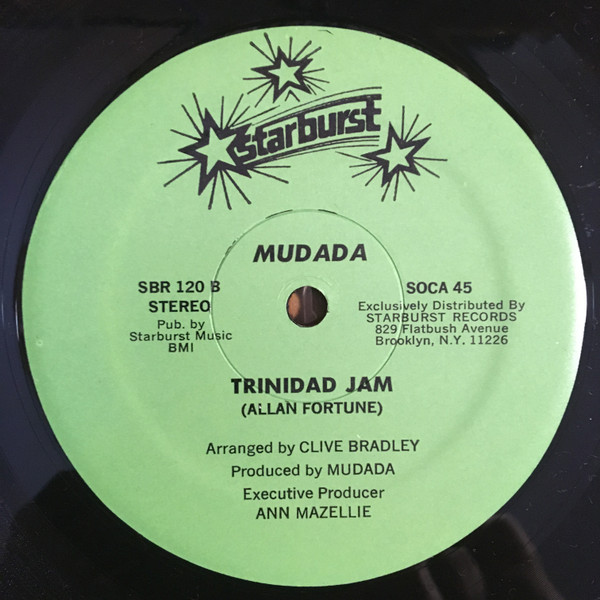 starburst
MUDADA
SBR 120 B
STEREO
Pub. by
Starburst Music
BMI
SOCA 45
Exclusively Distributed By
STARBURST RECORDS
829 Flatbush Avenue
Brooklyn, N.Y. 11226
TRINIDAD JAM
(ALLAN FORTUNE)
Arranged by CLIVE BRADLEY
Produced by MUDADA
Executive Producer
ANN MAZELLIE